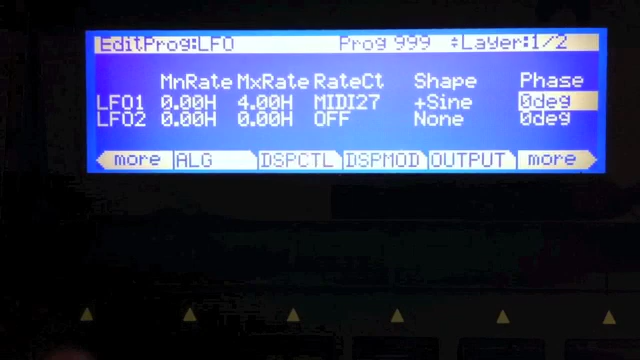 EditProg:LFO Prog 999 ÷Layer:1/2
MnRate MxRate RateCt Shape Phase
LFO1 0.00H 4.00H MIDI27 +Sine 0deg
LFO2 0.00H 0.00H OFF None 0deg
more ALG DSPCTL DSPMOD OUTPUT more